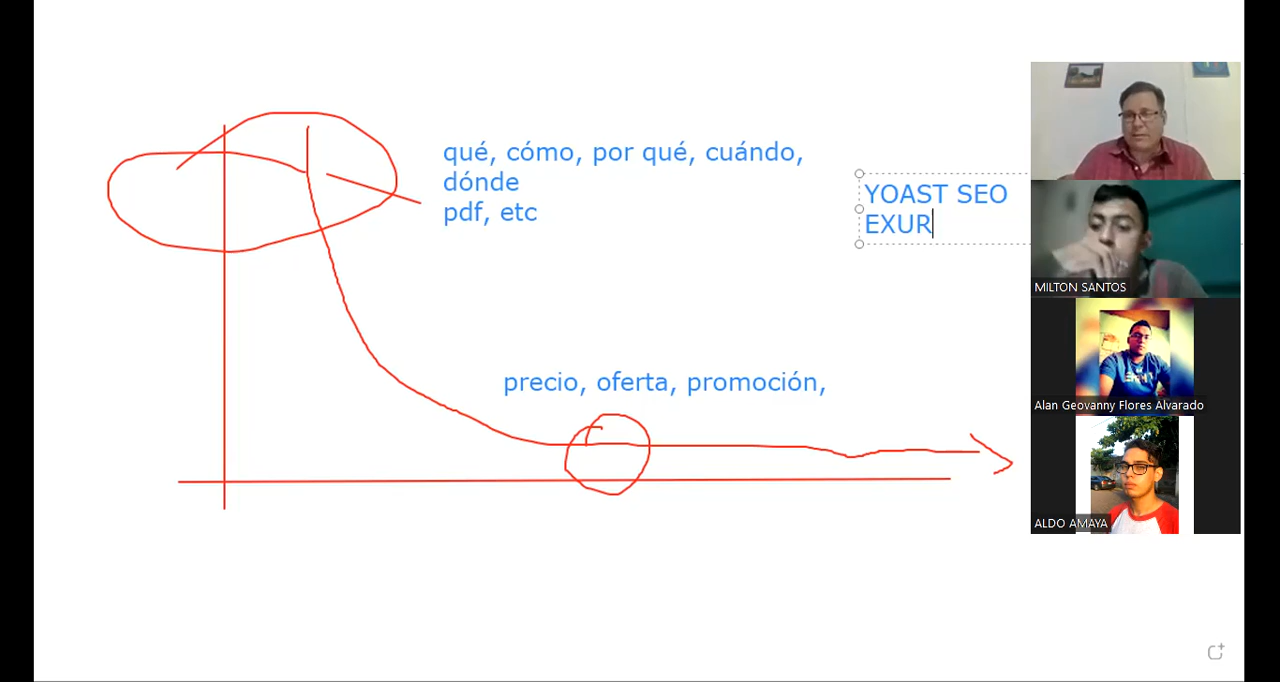 qué, cómo, por qué, cuándo,
dónde
pdf, etc
YOAST SEO
EXUR
precio, oferta, promoción,
MILTON SANTOS
Alan Geovanny Flores Alvarado
ALDO AMAYA